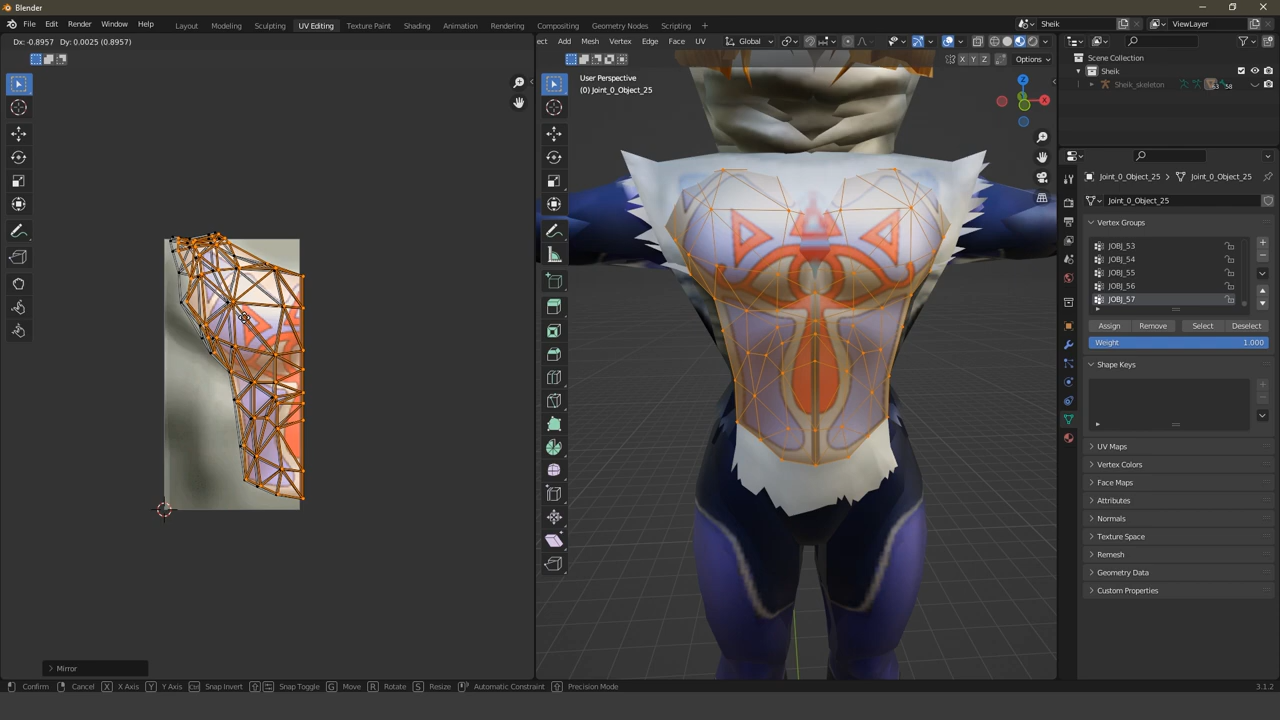 Blender
File Edit Render Window Help
Layout Modeling Sculpting UV Editing Texture Paint Shading Animation Rendering Compositing Geometry Nodes Scripting +
Sheik
ViewLayer
Dx: -0.8957 Dy: 0.0025 (0.8957)
ect Add Mesh Vertex Edge Face UV
Global
X Y Z
Options
User Perspective
(0) Joint_0_Object_25
X
Z
Scene Collection
Sheik
Sheik_skeleton
58
Joint_0_Object_25 > Joint_0_Object_25
Joint_0_Object_25
Vertex Groups
JOBJ_53
JOBJ_54
JOBJ_55
JOBJ_56
JOBJ_57
Assign Remove Select Deselect
Weight 1.000
Shape Keys
UV Maps
Vertex Colors
Face Maps
Attributes
Normals
Texture Space
Remesh
Geometry Data
Custom Properties
Mirror
Confirm Cancel X X Axis Y Y Axis Ctrl Snap Invert Snap Toggle G Move R Rotate S Resize Automatic Constraint Precision Mode
3.1.2